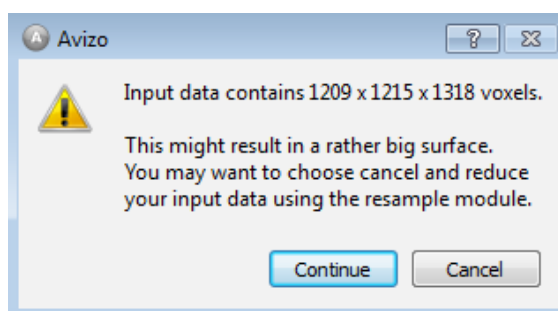 Avizo
Input data contains 1209 x 1215 x 1318 voxels.
This might result in a rather big surface.
You may want to choose cancel and reduce
your input data using the resample module.
Continue Cancel